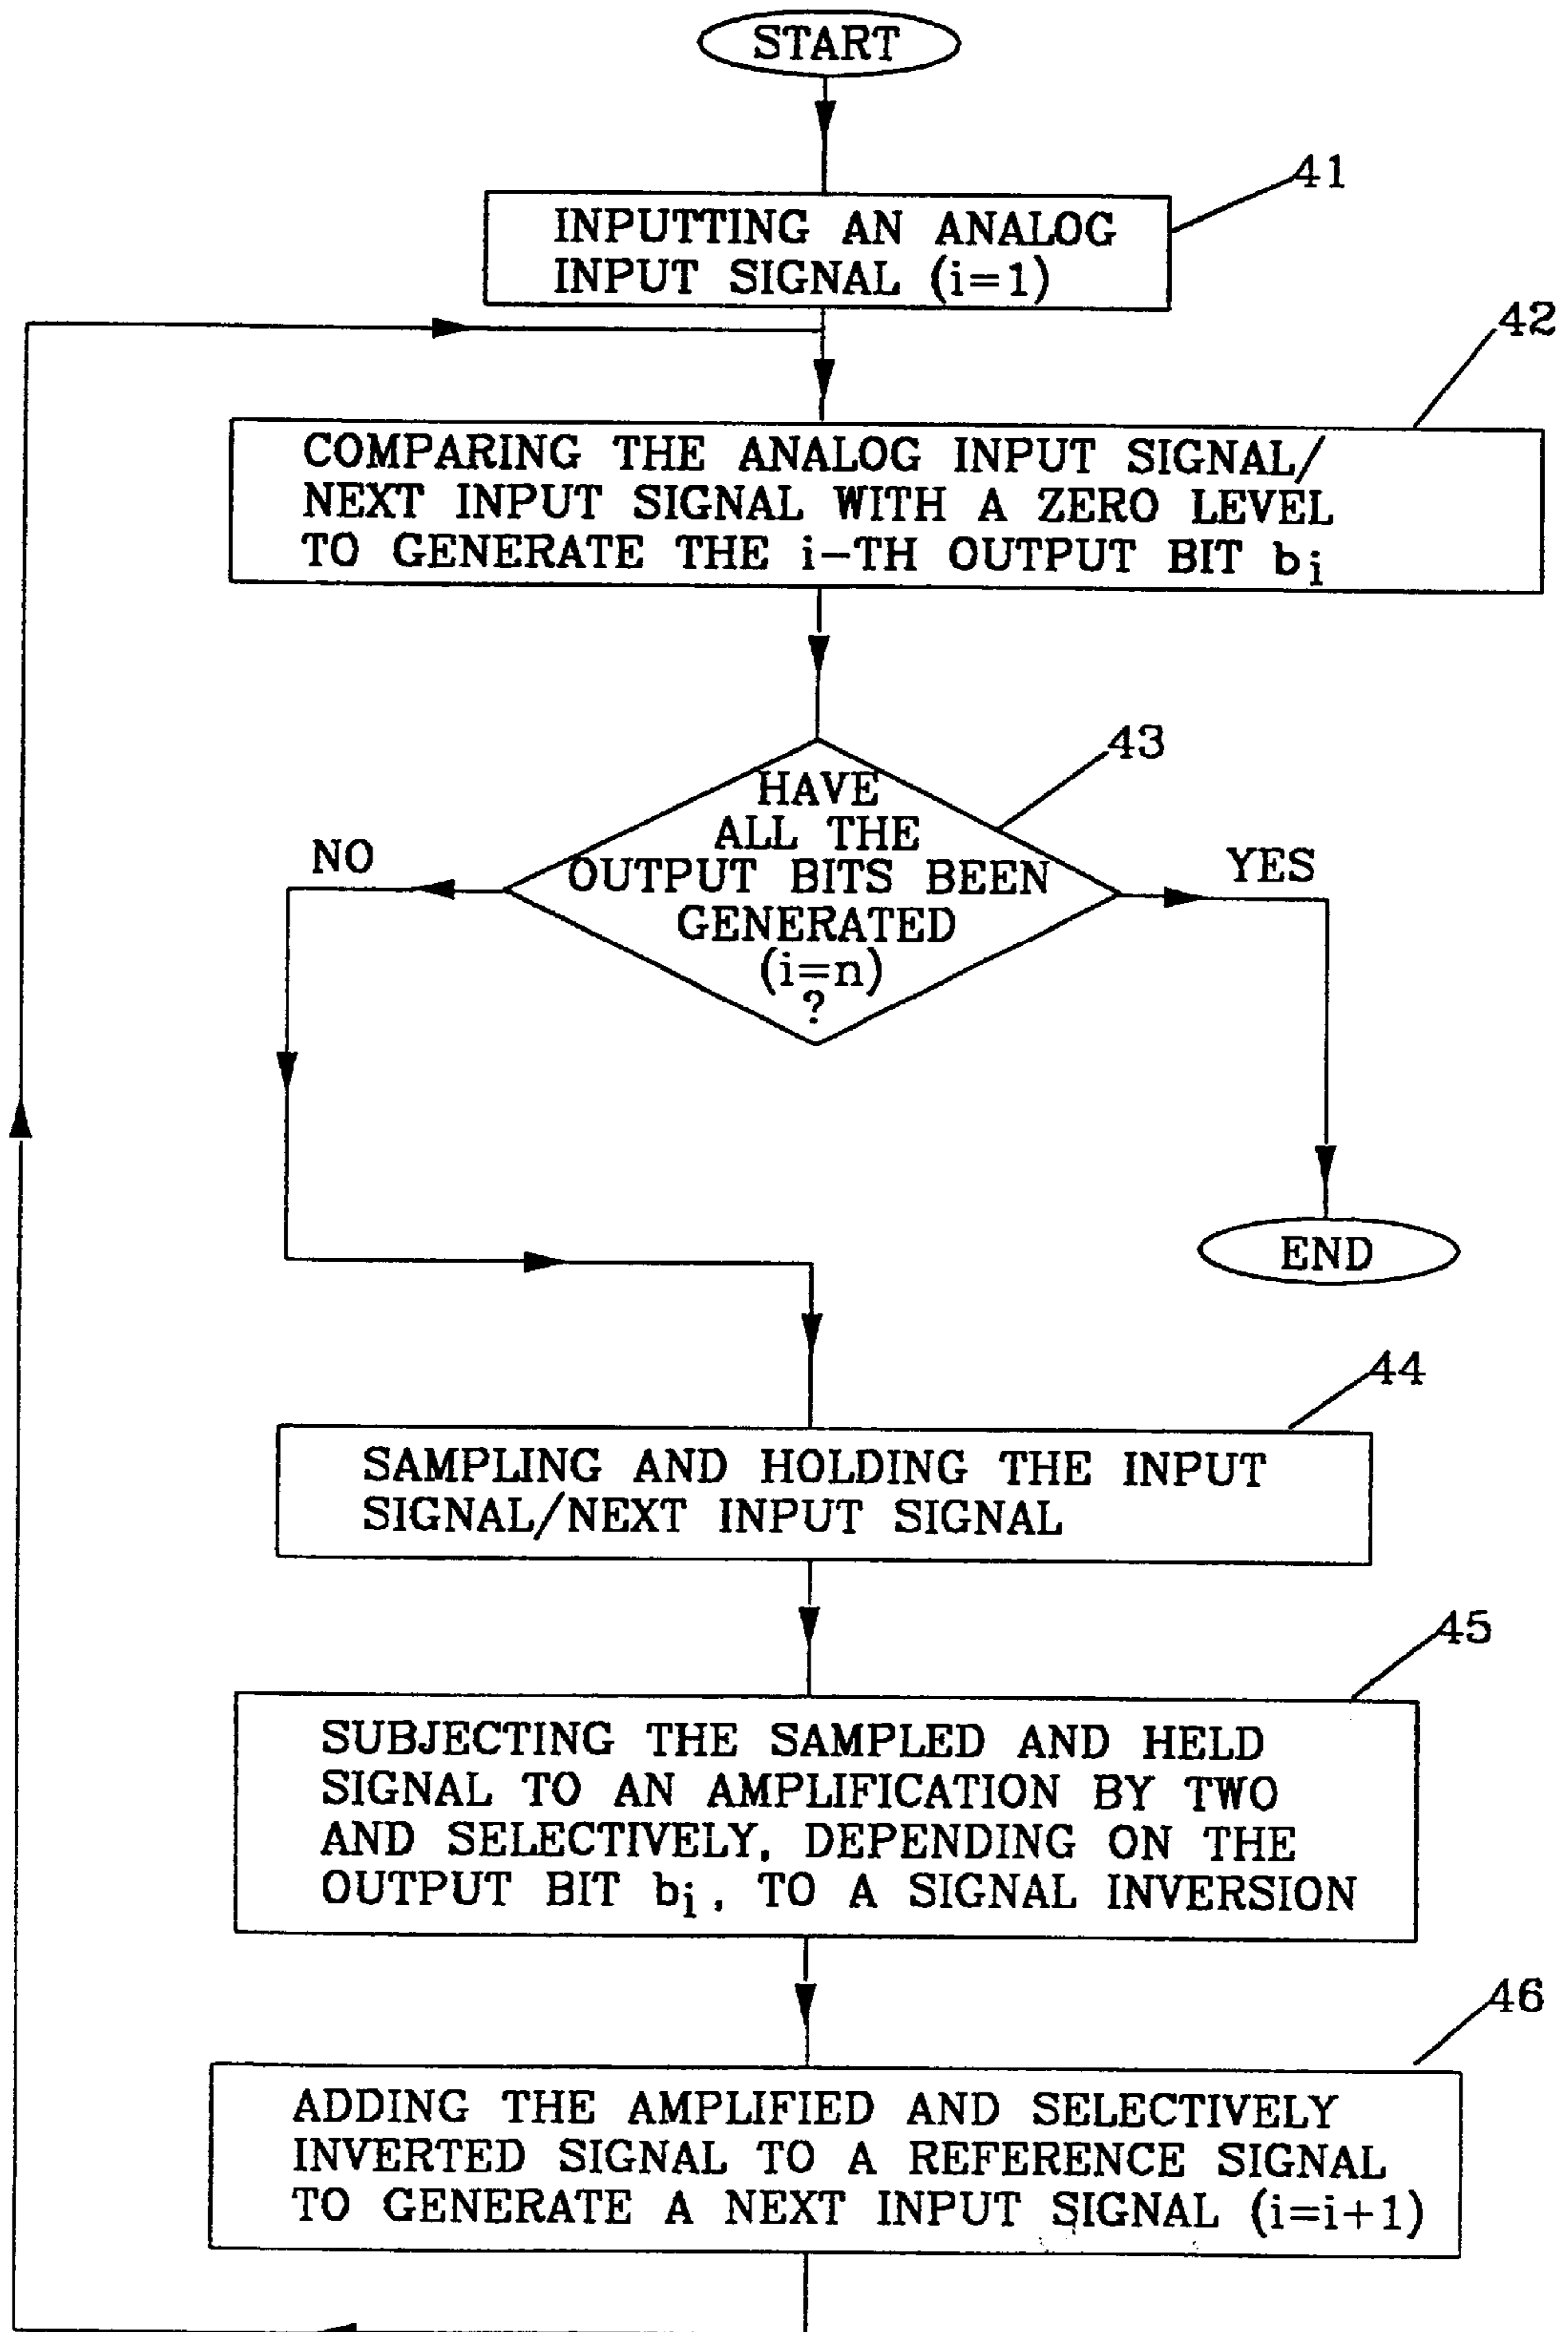 START
41
INPUTTING AN ANALOG
INPUT SIGNAL (i=1)
42
COMPARING THE ANALOG INPUT SIGNAL/
NEXT INPUT SIGNAL WITH A ZERO LEVEL
TO GENERATE THE i-TH OUTPUT BIT bi
43
HAVE
ALL THE
OUTPUT BITS BEEN
GENERATED
(i=n)
?
NO
YES
END
44
SAMPLING AND HOLDING THE INPUT
SIGNAL/NEXT INPUT SIGNAL
45
SUBJECTING THE SAMPLED AND HELD
SIGNAL TO AN AMPLIFICATION BY TWO
AND SELECTIVELY, DEPENDING ON THE
OUTPUT BIT bi, TO A SIGNAL INVERSION
46
ADDING THE AMPLIFIED AND SELECTIVELY
INVERTED SIGNAL TO A REFERENCE SIGNAL
TO GENERATE A NEXT INPUT SIGNAL (i=i+1)